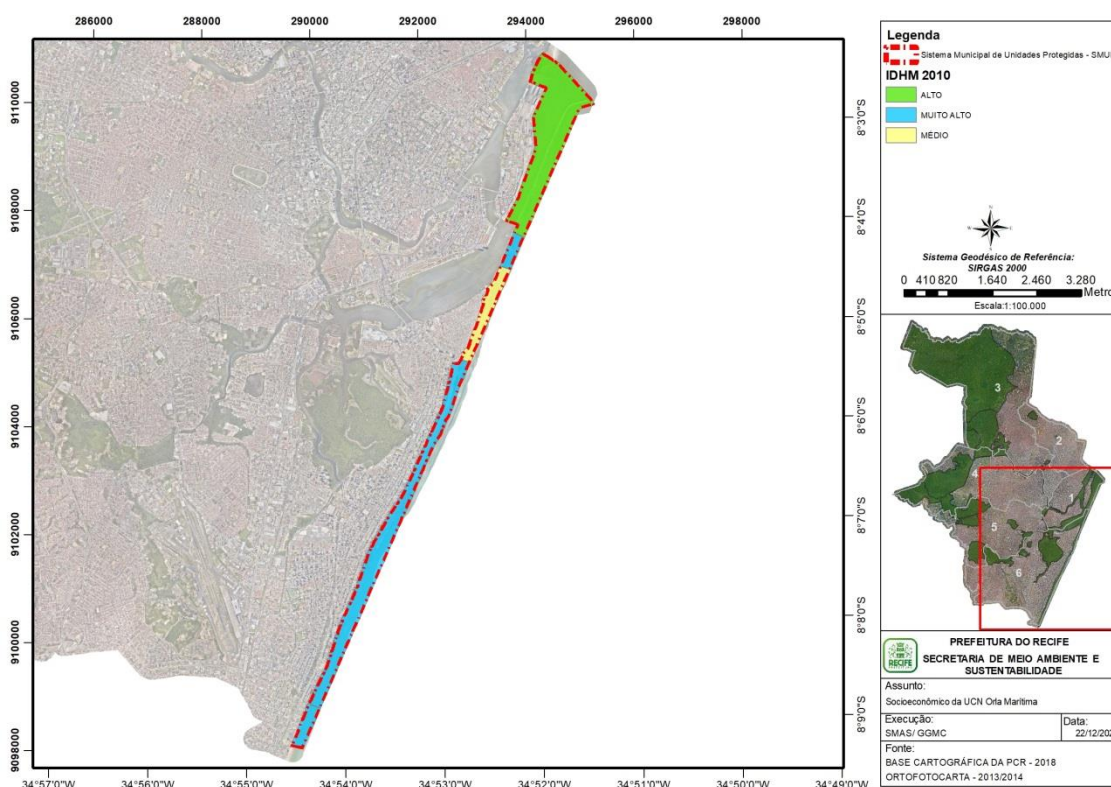 286000 288000 290000 292000 294000 296000 298000
9110000
9108000
9106000
9104000
9102000
9100000
9098000
8°3'0"S
8°4'0"S
8°5'0"S
8°6'0"S
8°7'0"S
8°8'0"S
8°9'0"S
34°57'0"W 34°56'0"W 34°55'0"W 34°54'0"W 34°53'0"W 34°52'0"W 34°51'0"W 34°50'0"W 34°49'0"W
Legenda
Sistema Municipal de Unidades Protegidas - SMU
IDHM 2010
ALTO
MUITO ALTO
MÉDIO
N
W E
S
Sistema Geodésico de Referência:
SIRGAS 2000
0 410 820 1.640 2.460 3.280
Metro
Escala:1:100.000
3
2
4
1
5
6
RECIFE
PREFEITURA DO RECIFE
SECRETARIA DE MEIO AMBIENTE E
SUSTENTABILIDADE
Assunto:
Socioeconômico da UCN Orla Marítima
Execução:
SMAS/ GGMC
Data:
22/12/202
Fonte:
BASE CARTOGRÁFICA DA PCR - 2018
ORTOFOTOCARTA - 2013/2014